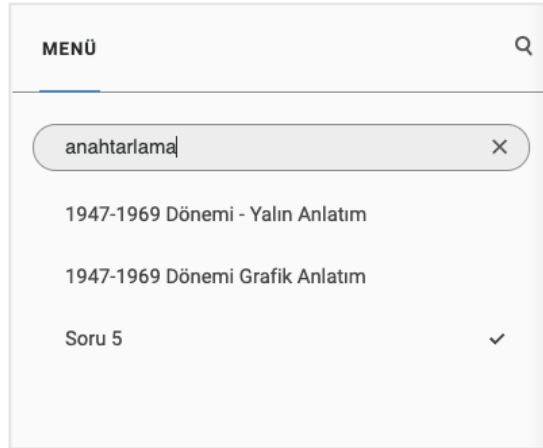 MENÜ
anahtarlama
1947-1969 Dönemi - Yalın Anlatım
1947-1969 Dönemi Grafik Anlatım
Soru 5